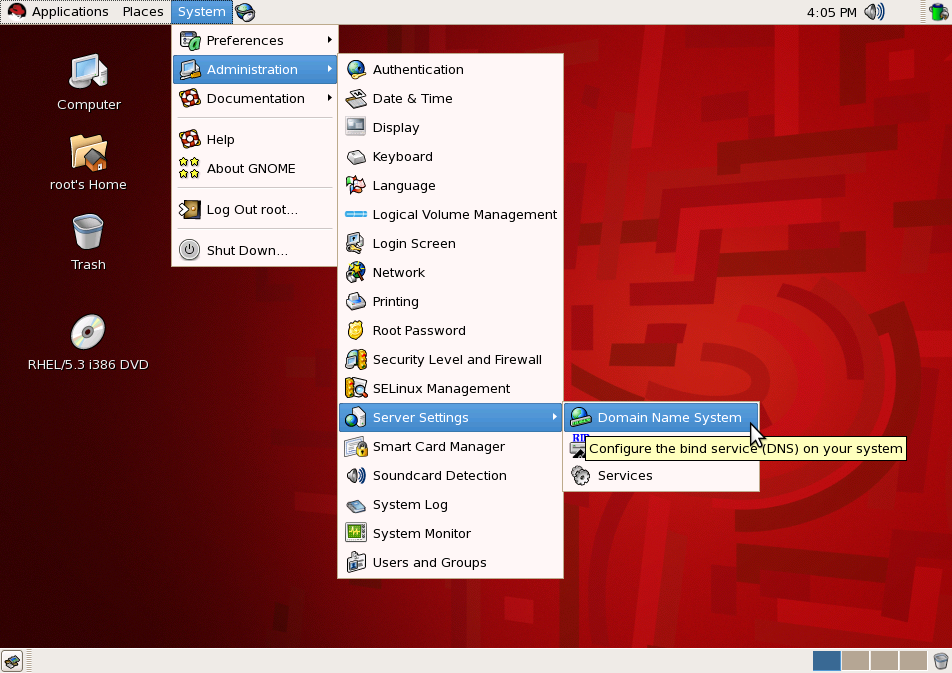 Applications Places System 4:05 PM
Preferences
Administration
Documentation
Help
About GNOME
Log Out root...
Shut Down...
Authentication
Date & Time
Display
Keyboard
Language
Logical Volume Management
Login Screen
Network
Printing
Root Password
Security Level and Firewall
SELinux Management
Server Settings
Smart Card Manager
Soundcard Detection
System Log
System Monitor
Users and Groups
Domain Name System
RIP
Configure the bind service (DNS) on your system
Services
Computer
root's Home
Trash
RHEL/5.3 i386 DVD